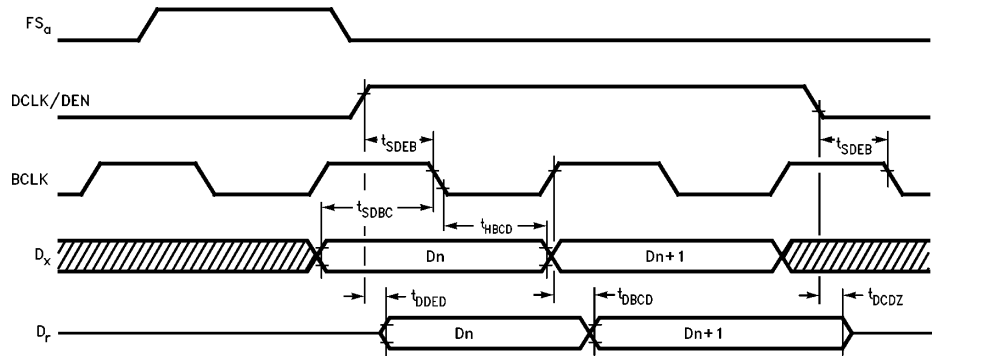 FSa
DCLK/DEN
tSDEB
tSDEB
BCLK
tSDBC
tHBCD
Dx
Dn
Dn+1
tDDED
tDBCD
tDCDZ
Dr
Dn
Dn+1